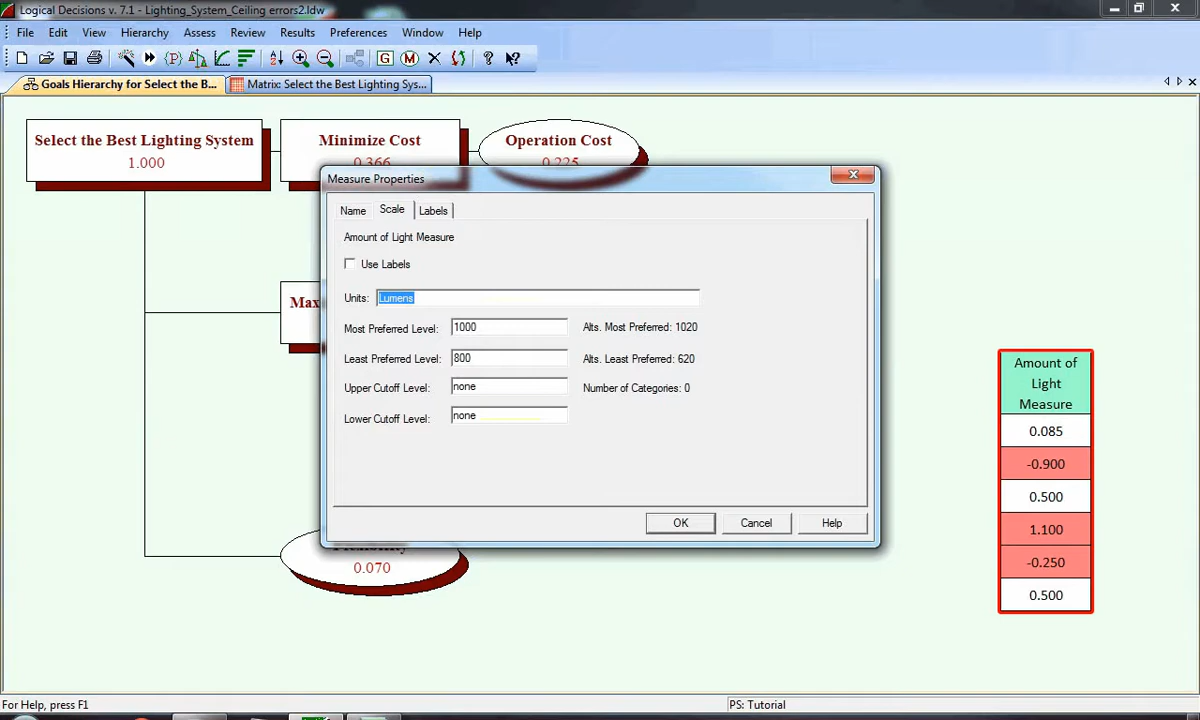 Logical Decisions v. 7.1 - Lighting_System_Ceiling errors2.ldw
File Edit View Hierarchy Assess Review Results Preferences Window Help
Goals Hierarchy for Select the B...
Matrix: Select the Best Lighting Sys...
Select the Best Lighting System
1.000
Minimize Cost
0.366
Operation Cost
0.225
Measure Properties
Name Scale Labels
Amount of Light Measure
Use Labels
Units: Lumens
Most Preferred Level: 1000 Alts. Most Preferred: 1020
Least Preferred Level: 800 Alts. Least Preferred: 620
Upper Cutoff Level: none Number of Categories: 0
Lower Cutoff Level: none
OK Cancel Help
Max
0.070
Amount of
Light
Measure
0.085
-0.900
0.500
1.100
-0.250
0.500
For Help, press F1
PS: Tutorial